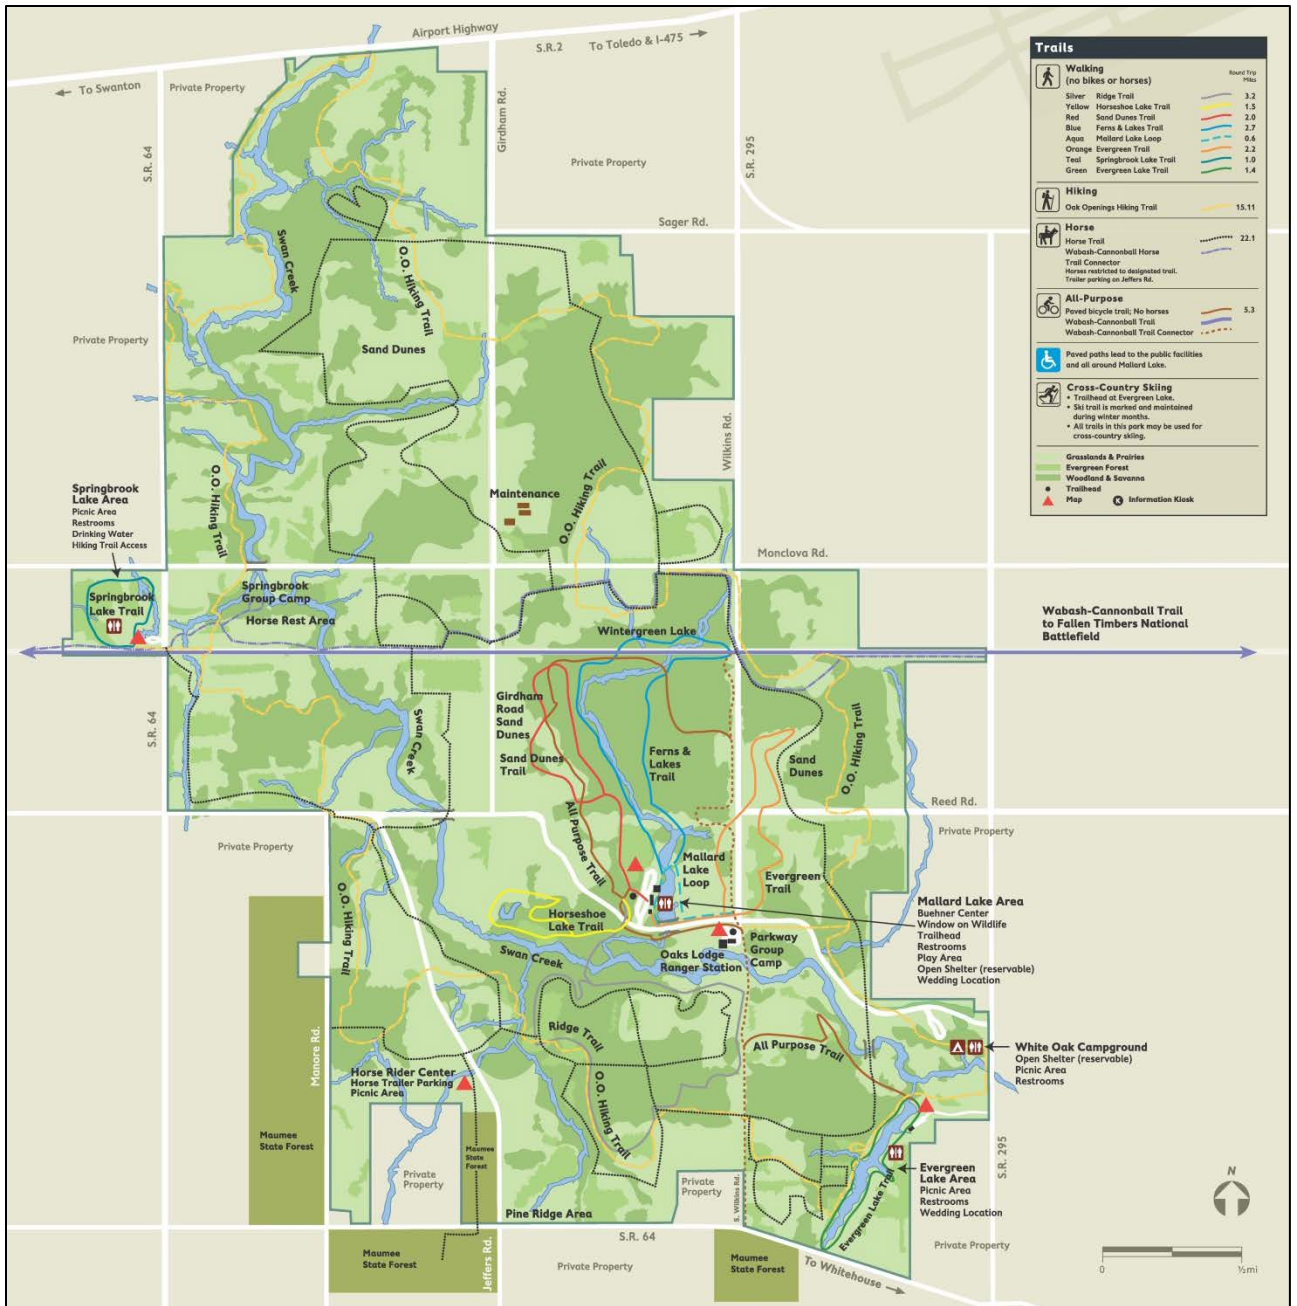 Airport Highway
S.R.2 To Toledo & I-475
To Swanton
Private Property
S.R. 64
Girdham Rd.
Private Property
S.R. 295
Sager Rd.
Trails
Walking
(no bikes or horses)
Round Trip
Miles
Silver Ridge Trail 3.2
Yellow Horseshoe Lake Trail 1.5
Red Sand Dunes Trail 2.0
Blue Ferns & Lakes Trail 2.7
Aqua Mallard Lake Loop 0.6
Orange Evergreen Trail 2.2
Teal Springbrook Lake Trail 1.0
Green Evergreen Lake Trail 1.4
Hiking
Oak Openings Hiking Trail 15.11
Horse
Horse Trail 22.1
Wabash-Cannonball Horse
Trail Connector
Horses restricted to designated trail.
Trailer parking on Jeffers Rd.
All-Purpose
Paved bicycle trail; No horses 5.3
Wabash-Cannonball Trail
Wabash-Cannonball Trail Connector
Paved paths lead to the public facilities
and all around Mallard Lake.
Cross-Country Skiing
• Trailhead at Evergreen Lake.
• Ski trail is marked and maintained
during winter months.
• All trails in this park may be used for
cross-country skiing.
Grasslands & Prairies
Evergreen Forest
Woodland & Savanna
Trailhead
Map K Information Kiosk
Swan Creek
O.O. Hiking Trail
Private Property
Sand Dunes
Wilkins Rd.
O.O. Hiking Trail
Maintenance
O.O. Hiking Trail
Springbrook
Lake Area
Picnic Area
Restrooms
Drinking Water
Hiking Trail Access
Monclova Rd.
Springbrook
Lake Trail
Springbrook
Group Camp
Horse Rest Area
Wintergreen Lake
Wabash-Cannonball Trail
to Fallen Timbers National
Battlefield
S.R. 64
Swan Creek
Girdham
Road
Sand
Dunes
Sand Dunes
Trail
Ferns &
Lakes
Trail
Sand
Dunes
O.O. Hiking Trail
Reed Rd.
Private Property
Private Property
All Purpose Trail
Mallard
Lake
Loop
Evergreen
Trail
O.O. Hiking Trail
Horseshoe
Lake Trail
Mallard Lake Area
Buehner Center
Window on Wildlife
Trailhead
Restrooms
Play Area
Open Shelter (reservable)
Wedding Location
Swan Creek
Oaks Lodge
Ranger Station
Parkway
Group
Camp
Manore Rd.
Ridge Trail
All Purpose Trail
White Oak Campground
Open Shelter (reservable)
Picnic Area
Restrooms
Horse Rider Center
Horse Trailer Parking
Picnic Area
O.O. Hiking Trail
Maumee
State Forest
Maumee
State
Forest
Private
Property
Private
Property
S. Wilkins Rd.
S.R. 295
Evergreen
Lake Area
Picnic Area
Restrooms
Wedding Location
Evergreen Lake Trail
Pine Ridge Area
S.R. 64
Private Property
Jeffers Rd.
Maumee
State Forest
Private Property
Maumee
State Forest
To Whitehouse
N
0 ½mi